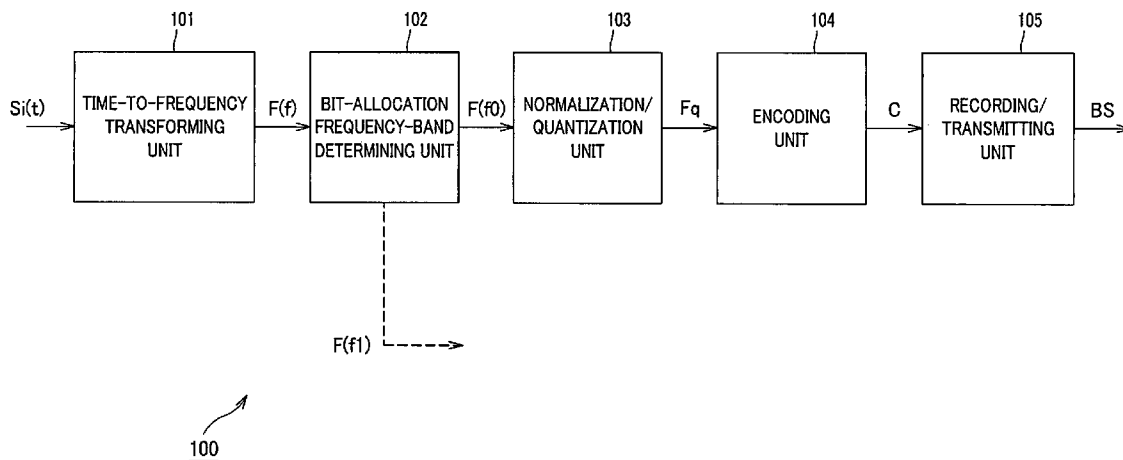 101
102
103
104
105
Si(t)
TIME-TO-FREQUENCY
TRANSFORMING
UNIT
F(f)
BIT-ALLOCATION
FREQUENCY-BAND
DETERMINING UNIT
F(f0)
NORMALIZATION/
QUANTIZATION
UNIT
Fq
ENCODING
UNIT
C
RECORDING/
TRANSMITTING
UNIT
BS
F(f1)
100